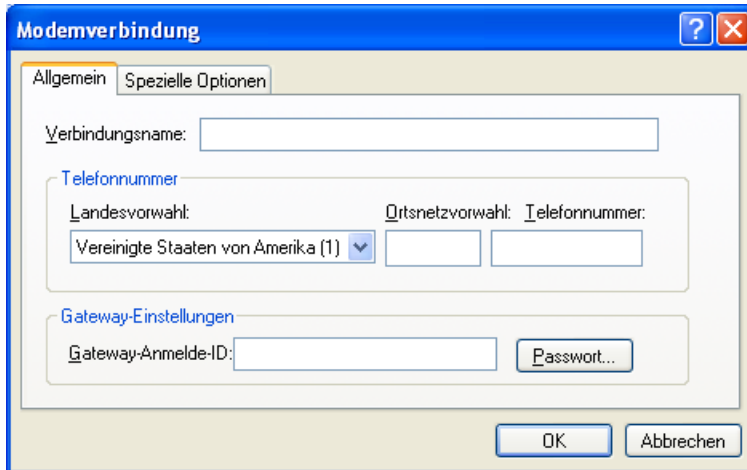 Modemverbindung
Allgemein Spezielle Optionen
Verbindungsname:
Telefonnummer
Landesvorwahl: Ortsnetzvorwahl: Telefonnummer:
Vereinigte Staaten von Amerika (1)
Gateway-Einstellungen
Gateway-Anmelde-ID: Passwort...
OK Abbrechen